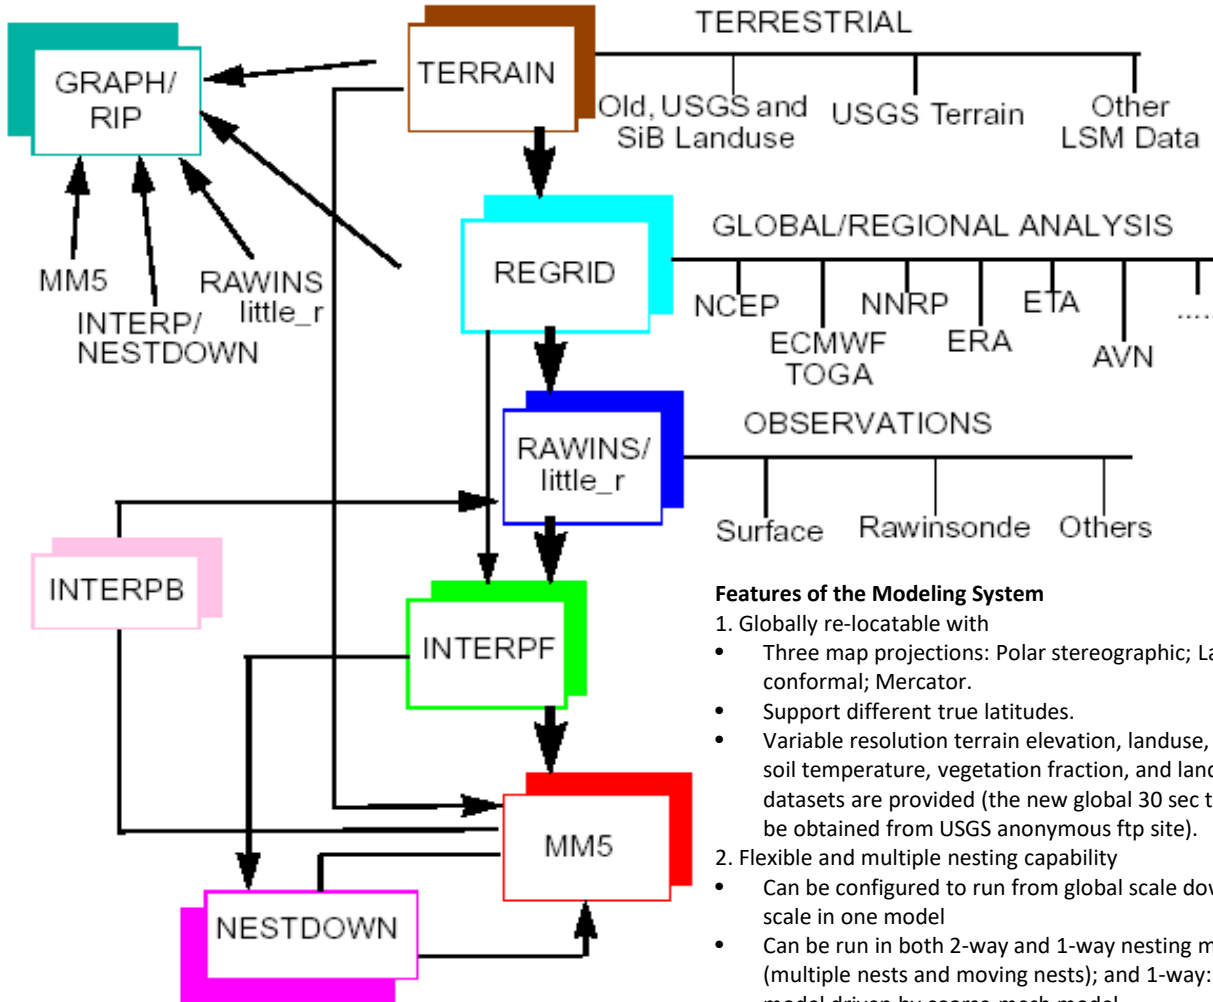 TERRESTRIAL
TERRAIN
GRAPH/
RIP
Old, USGS and
SiB Landuse
USGS Terrain
Other
LSM Data
GLOBAL/REGIONAL ANALYSIS
REGRID
MM5
RAWINS
little_r
INTERP/
NESTDOWN
NCEP
ECMWF
TOGA
NNRP
ERA
ETA
AVN
.....
OBSERVATIONS
RAWINS/
little_r
Surface
Rawinsonde
Others
INTERPB
INTERPF
MM5
NESTDOWN
Features of the Modeling System
1. Globally re-locatable with
• Three map projections: Polar stereographic;
conformal; Mercator.
• Support different true latitudes.
• Variable resolution terrain elevation, landuse,
soil temperature, vegetation fraction, and
datasets are provided (the new global 30 sec
be obtained from USGS anonymous ftp site).
2. Flexible and multiple nesting capability
• Can be configured to run from global scale
scale in one model
• Can be run in both 2-way and 1-way nesting
(multiple nests and moving nests); and 1-way:
model driven by coarse-mesh model